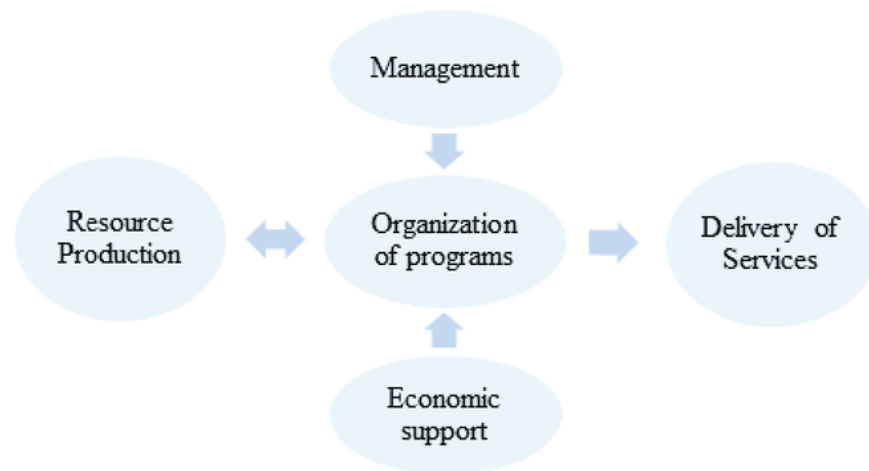 Management
Resource
Production
Organization
of programs
Delivery of
Services
Economic
support